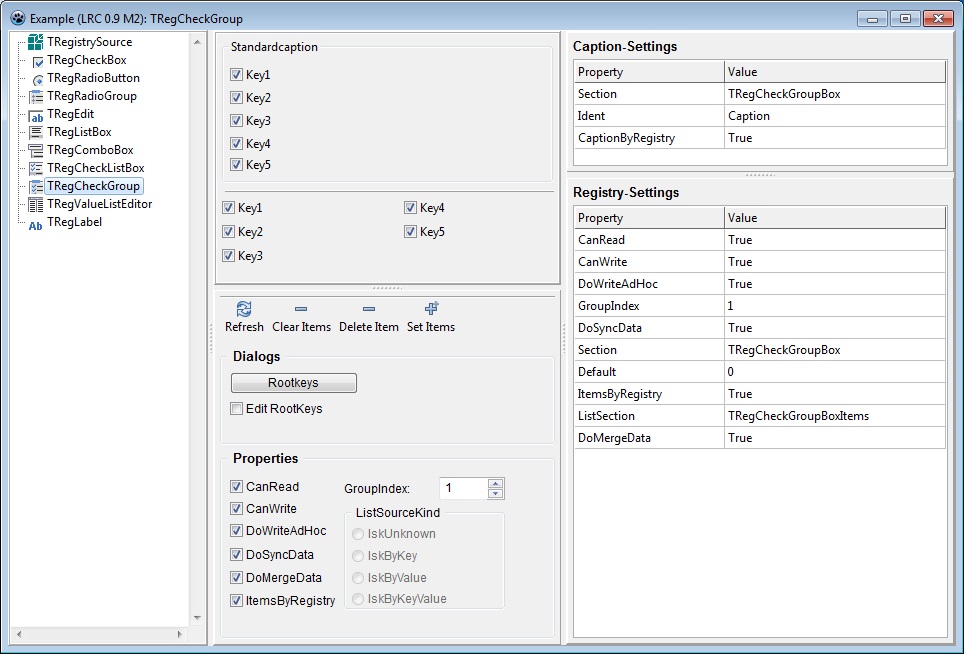 Example (LRC 0.9 M2): TRegCheckGroup
TRegistrySource
TRegCheckBox
TRegRadioButton
TRegRadioGroup
TRegEdit
TRegListBox
TRegComboBox
TRegCheckListBox
TRegCheckGroup
TRegValueListEditor
TRegLabel
Standardcaption
Key1
Key2
Key3
Key4
Key5
Key1 Key4
Key2 Key5
Key3
Refresh Clear Items Delete Item Set Items
Dialogs
Rootkeys
Edit RootKeys
Properties
CanRead
CanWrite
DoWriteAdHoc
DoSyncData
DoMergeData
ItemsByRegistry
GroupIndex: 1
ListSourceKind
lskUnknown
lskByKey
lskByValue
lskByKeyValue
Caption-Settings
Property Value
Section TRegCheckGroupBox
Ident Caption
CaptionByRegistry True
Registry-Settings
Property Value
CanRead True
CanWrite True
DoWriteAdHoc True
GroupIndex 1
DoSyncData True
Section TRegCheckGroupBox
Default 0
ItemsByRegistry True
ListSection TRegCheckGroupBoxItems
DoMergeData True